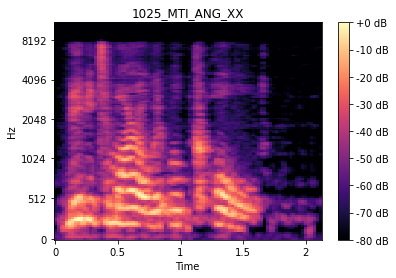 1025_MTI_ANG_XX
+0 dB
8192
-10 dB
4096
-20 dB
-30 dB
2048
Hz
-40 dB
1024
-50 dB
512
-60 dB
-70 dB
0
-80 dB
0 0.5 1 1.5 2
Time